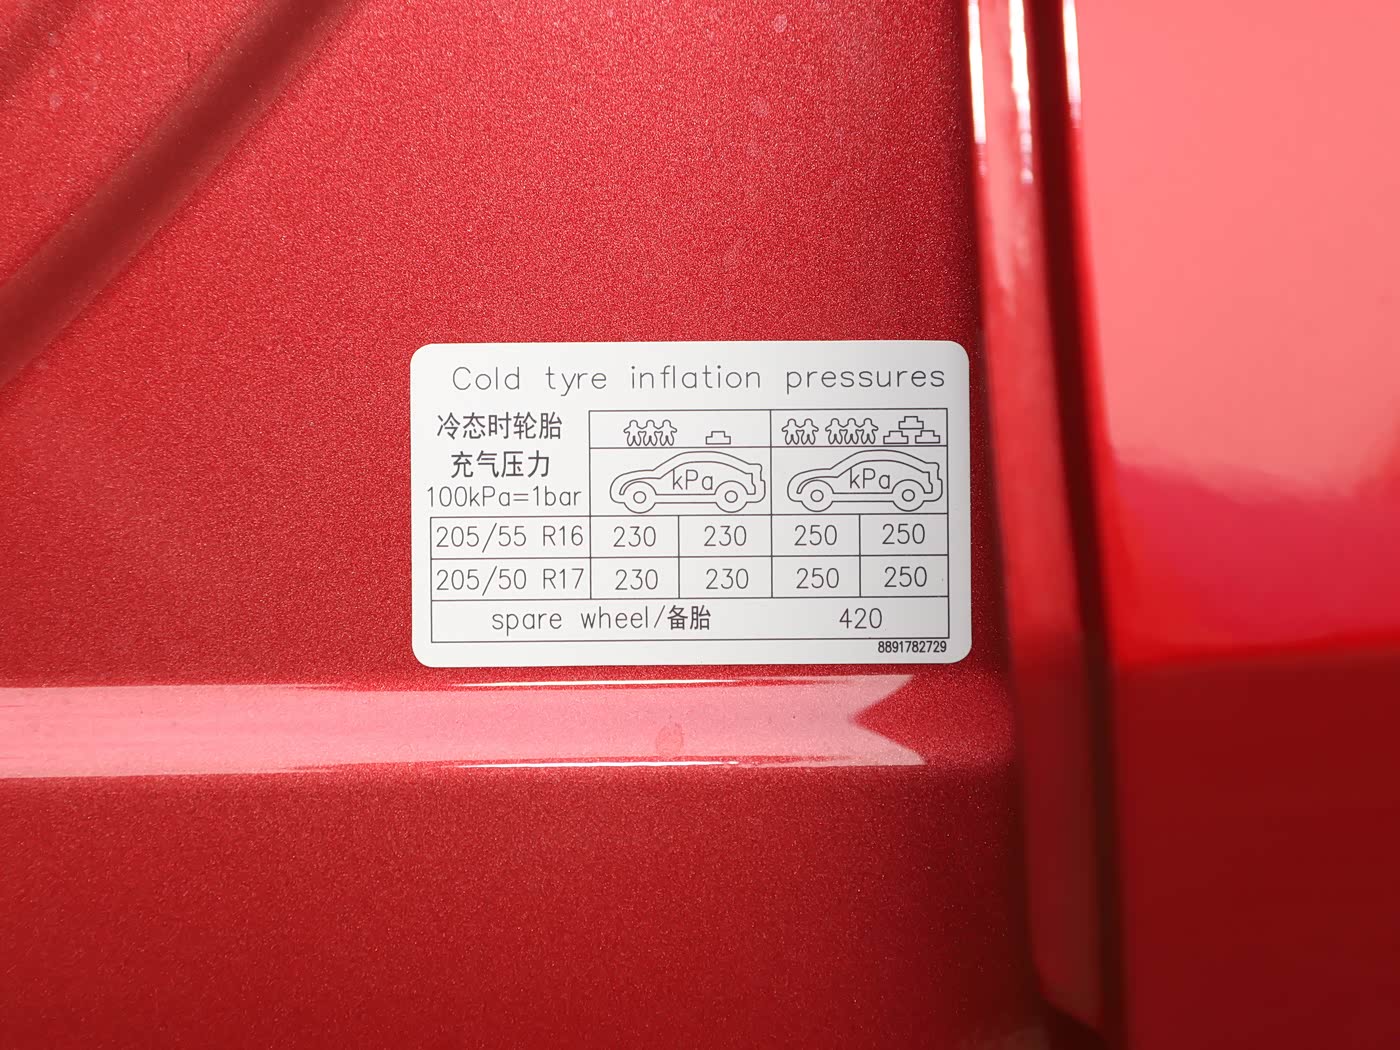 Cold tyre inflation pressures
冷态时轮胎
充气压力
100kPa=1bar
kPa kPa
205/55 R16 230 230 250 250
205/50 R17 230 230 250 250
spare wheel/备胎 420
8891782729